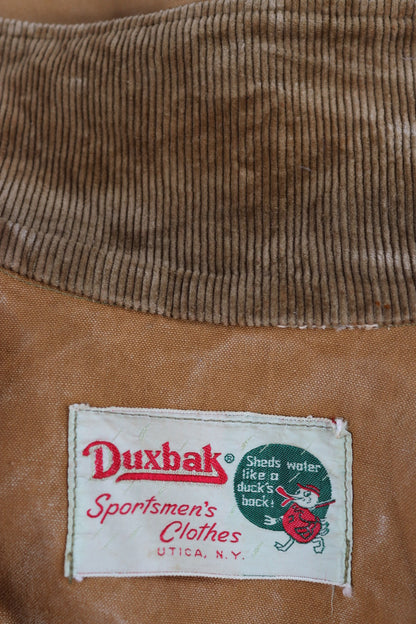 Duxbak®
Sportsmen's
Clothes
UTICA, N.Y.
Sheds water
like a
duck's
back!